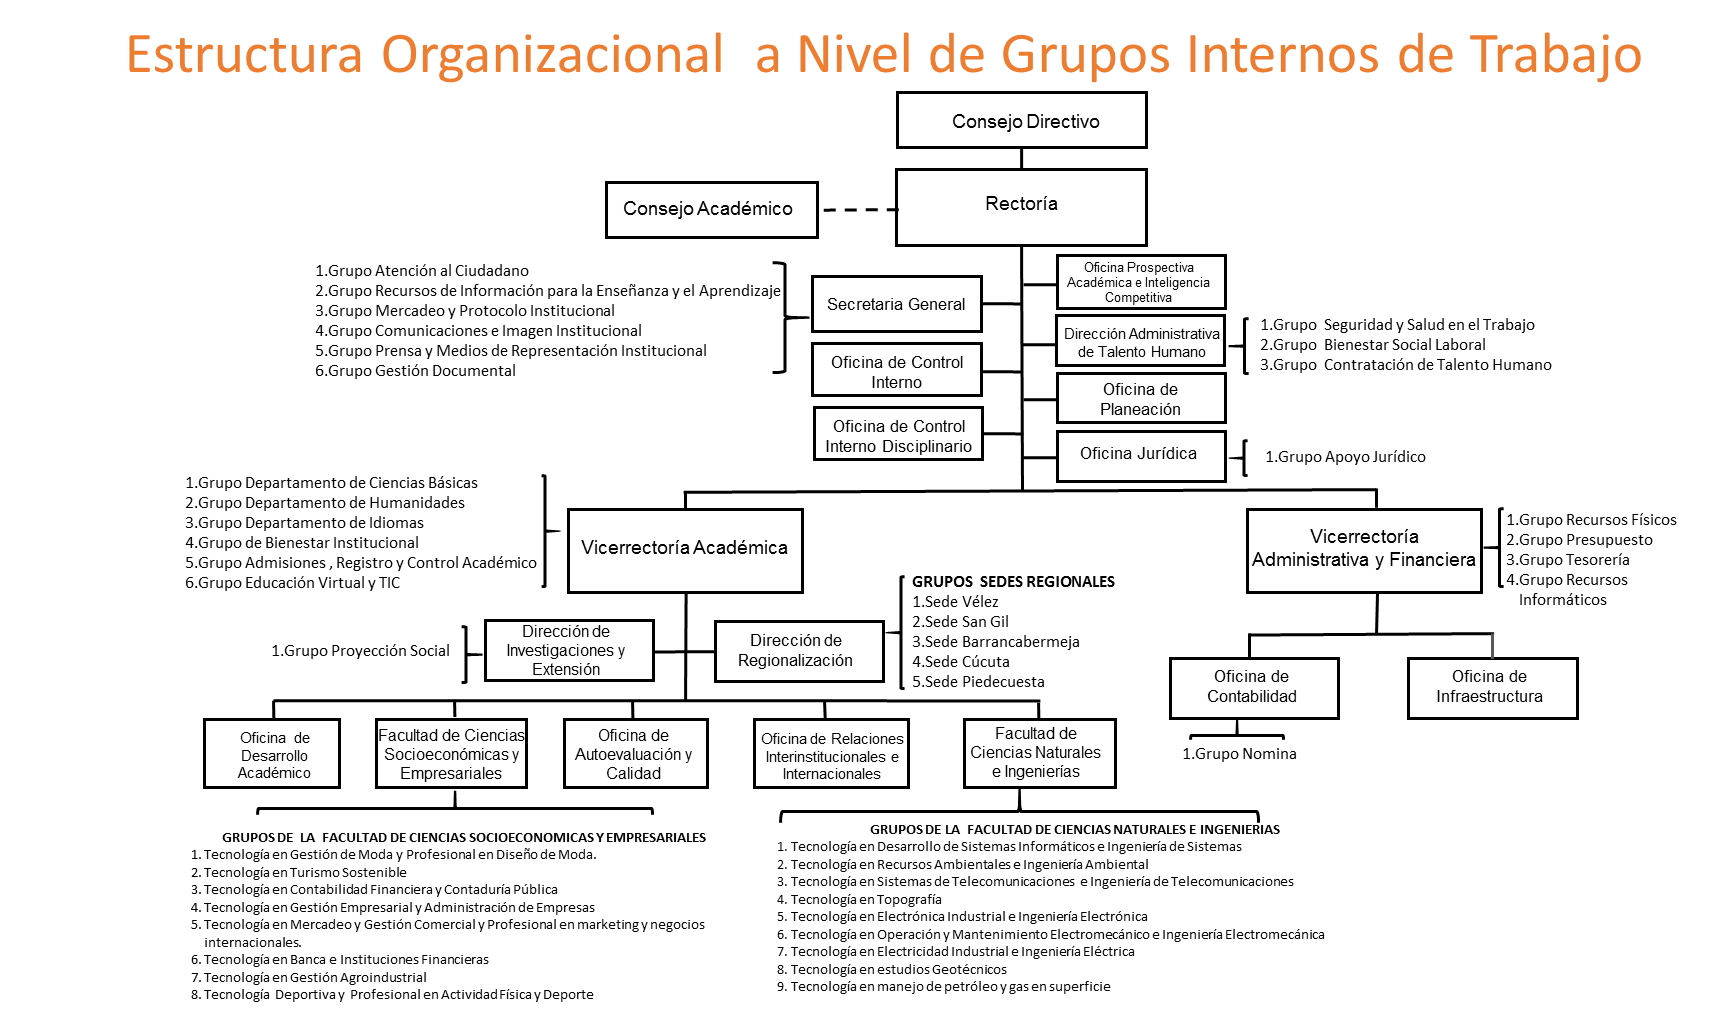 Estructura Organizacional  a Nivel de Grupos Internos de Trabajo
Consejo Directivo
Consejo Académico
Rectoría
1.Grupo Atención al Ciudadano
2.Grupo Recursos de Información para la Enseñanza y el Aprendizaje
3.Grupo Mercadeo y Protocolo Institucional
4.Grupo Comunicaciones e Imagen Institucional
5.Grupo Prensa y Medios de Representación Institucional
6.Grupo Gestión Documental
Secretaria General
Oficina de Control
Interno
Oficina de Control
Interno Disciplinario
Oficina Prospectiva
Académica e Inteligencia
Competitiva
Dirección Administrativa
de Talento Humano
1.Grupo  Seguridad y Salud en el Trabajo
2.Grupo  Bienestar Social Laboral
3.Grupo  Contratación de Talento Humano
Oficina de
Planeación
Oficina Jurídica
1.Grupo Apoyo Jurídico
1.Grupo Departamento de Ciencias Básicas
2.Grupo Departamento de Humanidades
3.Grupo Departamento de Idiomas
4.Grupo de Bienestar Institucional
5.Grupo Admisiones , Registro y Control Académico
6.Grupo Educación Virtual y TIC
Vicerrectoría Académica
Vicerrectoría
Administrativa y Financiera
1.Grupo Recursos Físicos
2.Grupo Presupuesto
3.Grupo Tesorería
4.Grupo Recursos
Informáticos
1.Grupo Proyección Social
Dirección de
Investigaciones y
Extensión
Dirección de
Regionalización
GRUPOS  SEDES REGIONALES
1.Sede Vélez
2.Sede San Gil
3.Sede Barrancabermeja
4.Sede Cúcuta
5.Sede Piedecuesta
Oficina de
Contabilidad
Oficina de
Infraestructura
1.Grupo Nomina
Oficina  de
Desarrollo
Académico
Facultad de Ciencias
Socioeconómicas y
Empresariales
Oficina de
Autoevaluación y
Calidad
Oficina de Relaciones
Interinstitucionales e
Internacionales
Facultad de
Ciencias Naturales
e Ingenierías
GRUPOS DE  LA  FACULTAD DE CIENCIAS SOCIOECONOMICAS Y EMPRESARIALES
1. Tecnología en Gestión de Moda y Profesional en Diseño de Moda.
2. Tecnología en Turismo Sostenible
3. Tecnología en Contabilidad Financiera y Contaduría Pública
4. Tecnología en Gestión Empresarial y Administración de Empresas
5. Tecnología en Mercadeo y Gestión Comercial y Profesional en marketing y negocios
internacionales.
6. Tecnología en Banca e Instituciones Financieras
7. Tecnología en Gestión Agroindustrial
8. Tecnología  Deportiva y  Profesional en Actividad Física y Deporte
GRUPOS DE LA  FACULTAD DE CIENCIAS NATURALES E INGENIERIAS
1. Tecnología en Desarrollo de Sistemas Informáticos e Ingeniería de Sistemas
2. Tecnología en Recursos Ambientales e Ingeniería Ambiental
3. Tecnología en Sistemas de Telecomunicaciones  e Ingeniería de Telecomunicaciones
4. Tecnología en Topografía
5. Tecnología en Electrónica Industrial e Ingeniería Electrónica
6. Tecnología en Operación y Mantenimiento Electromecánico e Ingeniería Electromecánica
7. Tecnología en Electricidad Industrial e Ingeniería Eléctrica
8. Tecnología en estudios Geotécnicos
9. Tecnología en manejo de petróleo y gas en superficie